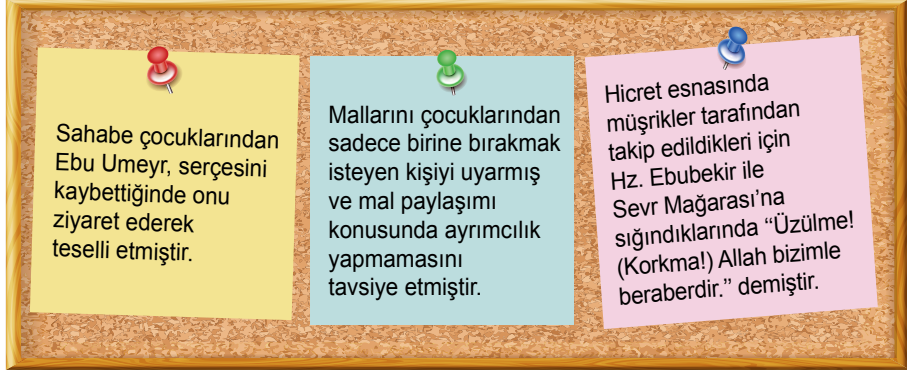 Sahabe çocuklarından
Ebu Umeyr, serçesini
kaybettiğinde onu
ziyaret ederek
teselli etmiştir.
Mallarını çocuklarından
sadece birine bırakmak
isteyen kişiyi uyarmış
ve mal paylaşımı
konusunda ayrımcılık
yapmamasını
tavsiye etmiştir.
Hicret esnasında
müşrikler tarafından
takip edildikleri için
Hz. Ebubekir ile
Sevr Mağarası’na
sığındıklarında “Üzülme!
(Korkma!) Allah bizimle
beraberdir.” demiştir.